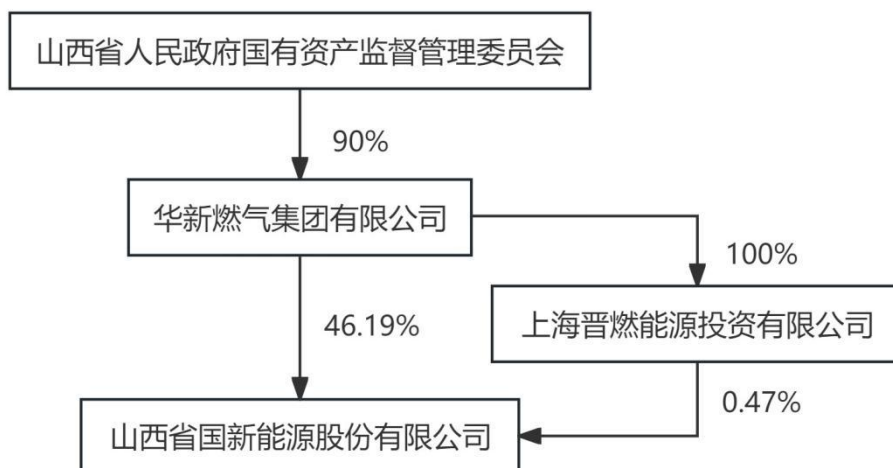 山西省人民政府国有资产监督管理委员会
90%
华新燃气集团有限公司
100%
46.19%
上海晋燃能源投资有限公司
0.47%
山西省国新能源股份有限公司